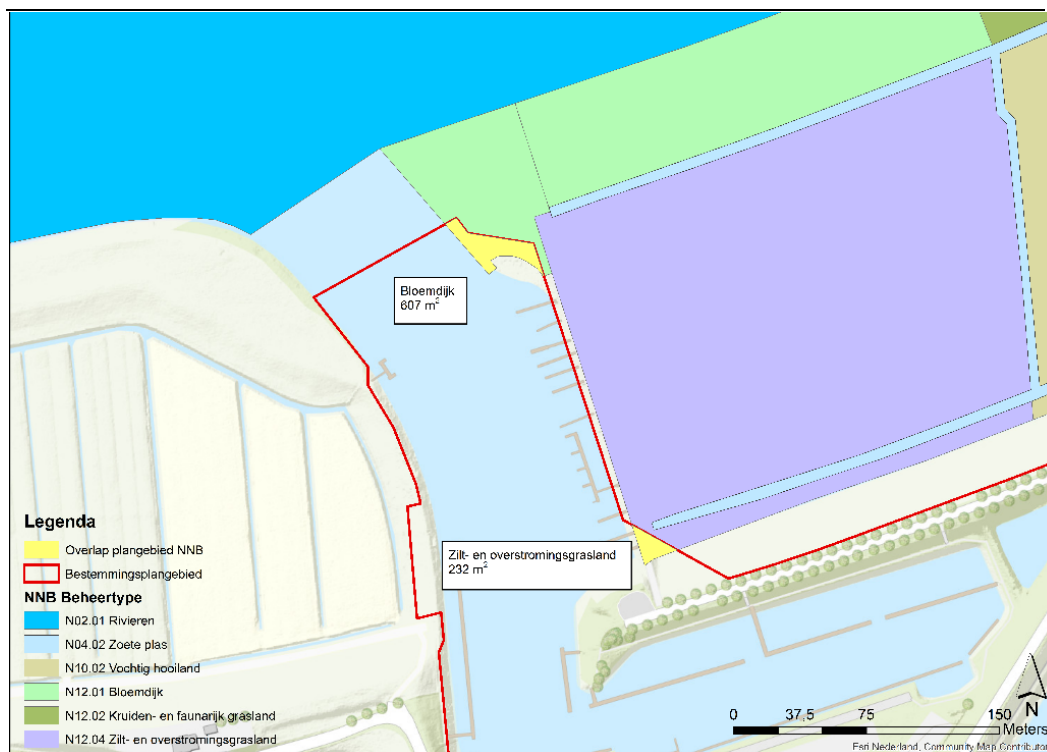 Bloemdijk
607 m²
Zilt- en overstromingsgrasland
232 m²
Legenda
Overlap plangebied NNB
Bestemmingsplangebied
NNB Beheertype
N02.01 Rivieren
N04.02 Zoete plas
N10.02 Vochtig hooiland
N12.01 Bloemdijk
N12.02 Kruiden- en faunarijk grasland
N12.04 Zilt- en overstromingsgrasland
N
0 37,5 75 150
Meters
Esri Nederland, Community Map Contributo